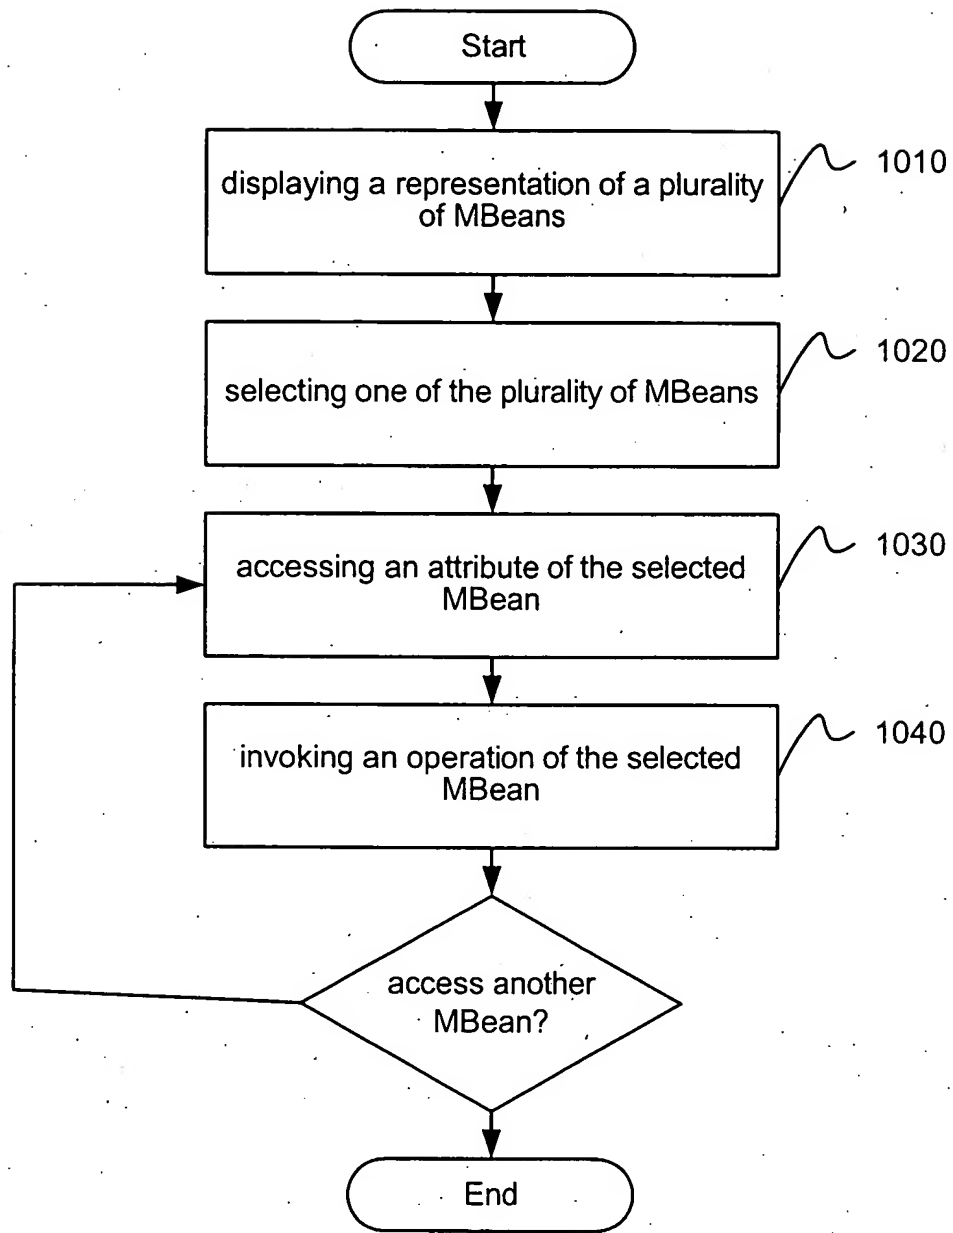 Start
displaying a representation of a plurality
of MBeans
1010
selecting one of the plurality of MBeans
1020
accessing an attribute of the selected
MBean
1030
invoking an operation of the selected
MBean
1040
access another
MBean?
End